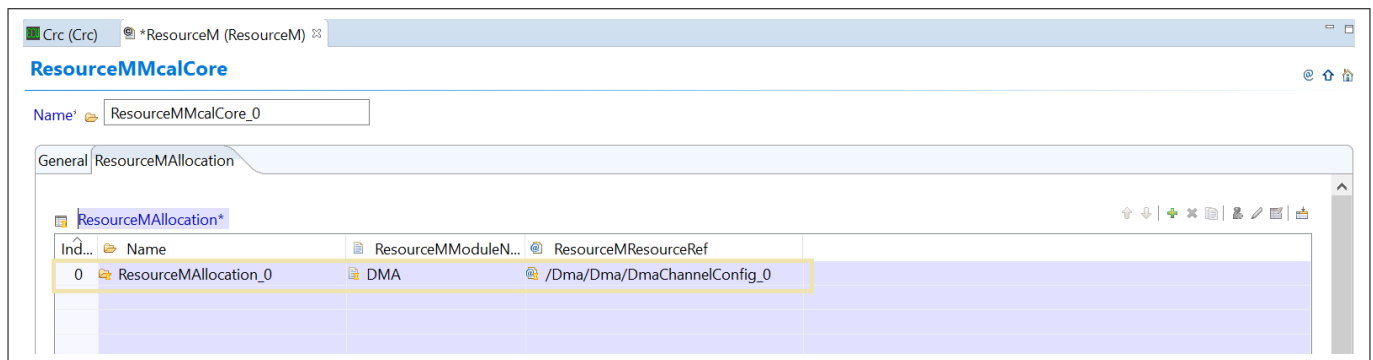 Crc (Crc) *ResourceM (ResourceM)
ResourceMMcalCore
Name* ResourceMMcalCore_0
General ResourceMAllocation
ResourceMAllocation*
Ind... Name ResourceMModuleN... ResourceMResourceRef
0 ResourceMAllocation_0 DMA /Dma/Dma/DmaChannelConfig_0